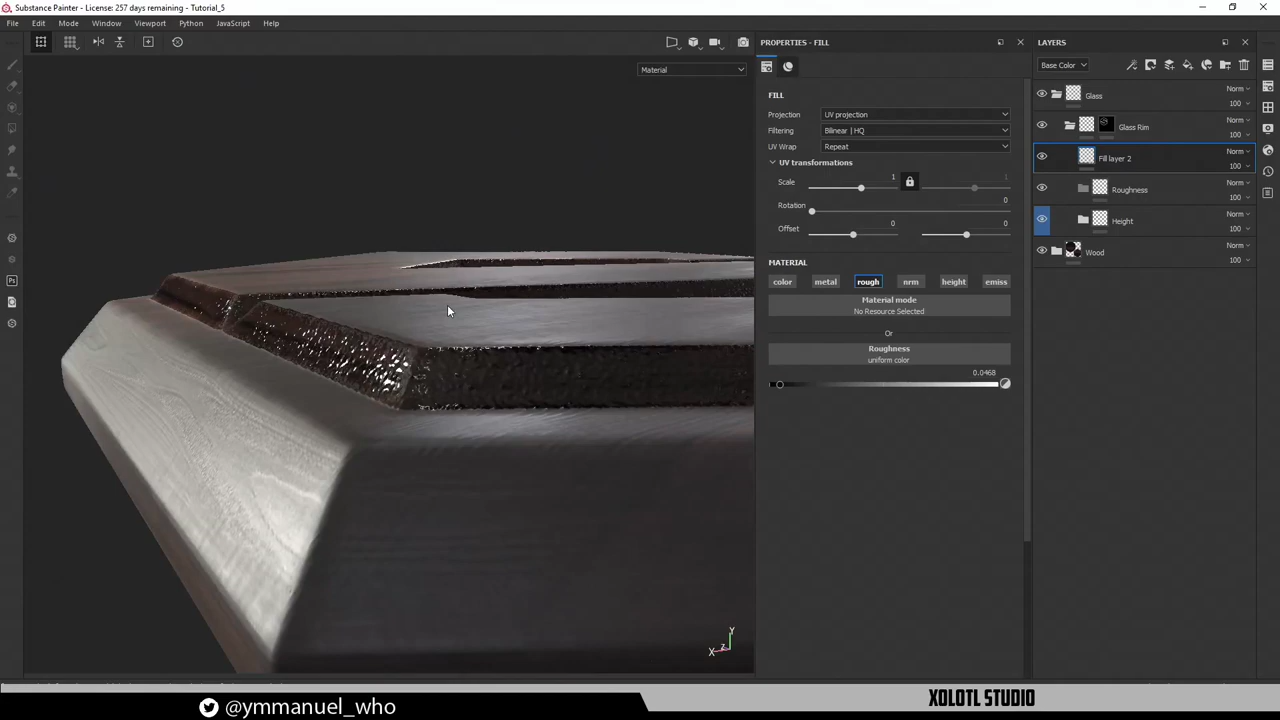 Substance Painter - License: 257 days remaining - Tutorial_5
File Edit Mode Window Viewport Python JavaScript Help
Material
PROPERTIES - FILL
FILL
Projection UV projection
Filtering Bilinear | HQ
UV Wrap Repeat
UV transformations
Scale 1 1
Rotation 0
Offset 0 0
MATERIAL
color metal rough nrm height emiss
Material mode
No Resource Selected
Or
Roughness
uniform color
0.0468
LAYERS
Base Color
Glass Norm 100
Glass Rim Norm 100
Fill layer 2 Norm 100
Roughness Norm 100
Height Norm 100
Wood Norm 100
Y
X Z
@ymmanuel_who
XOLOTL STUDIO